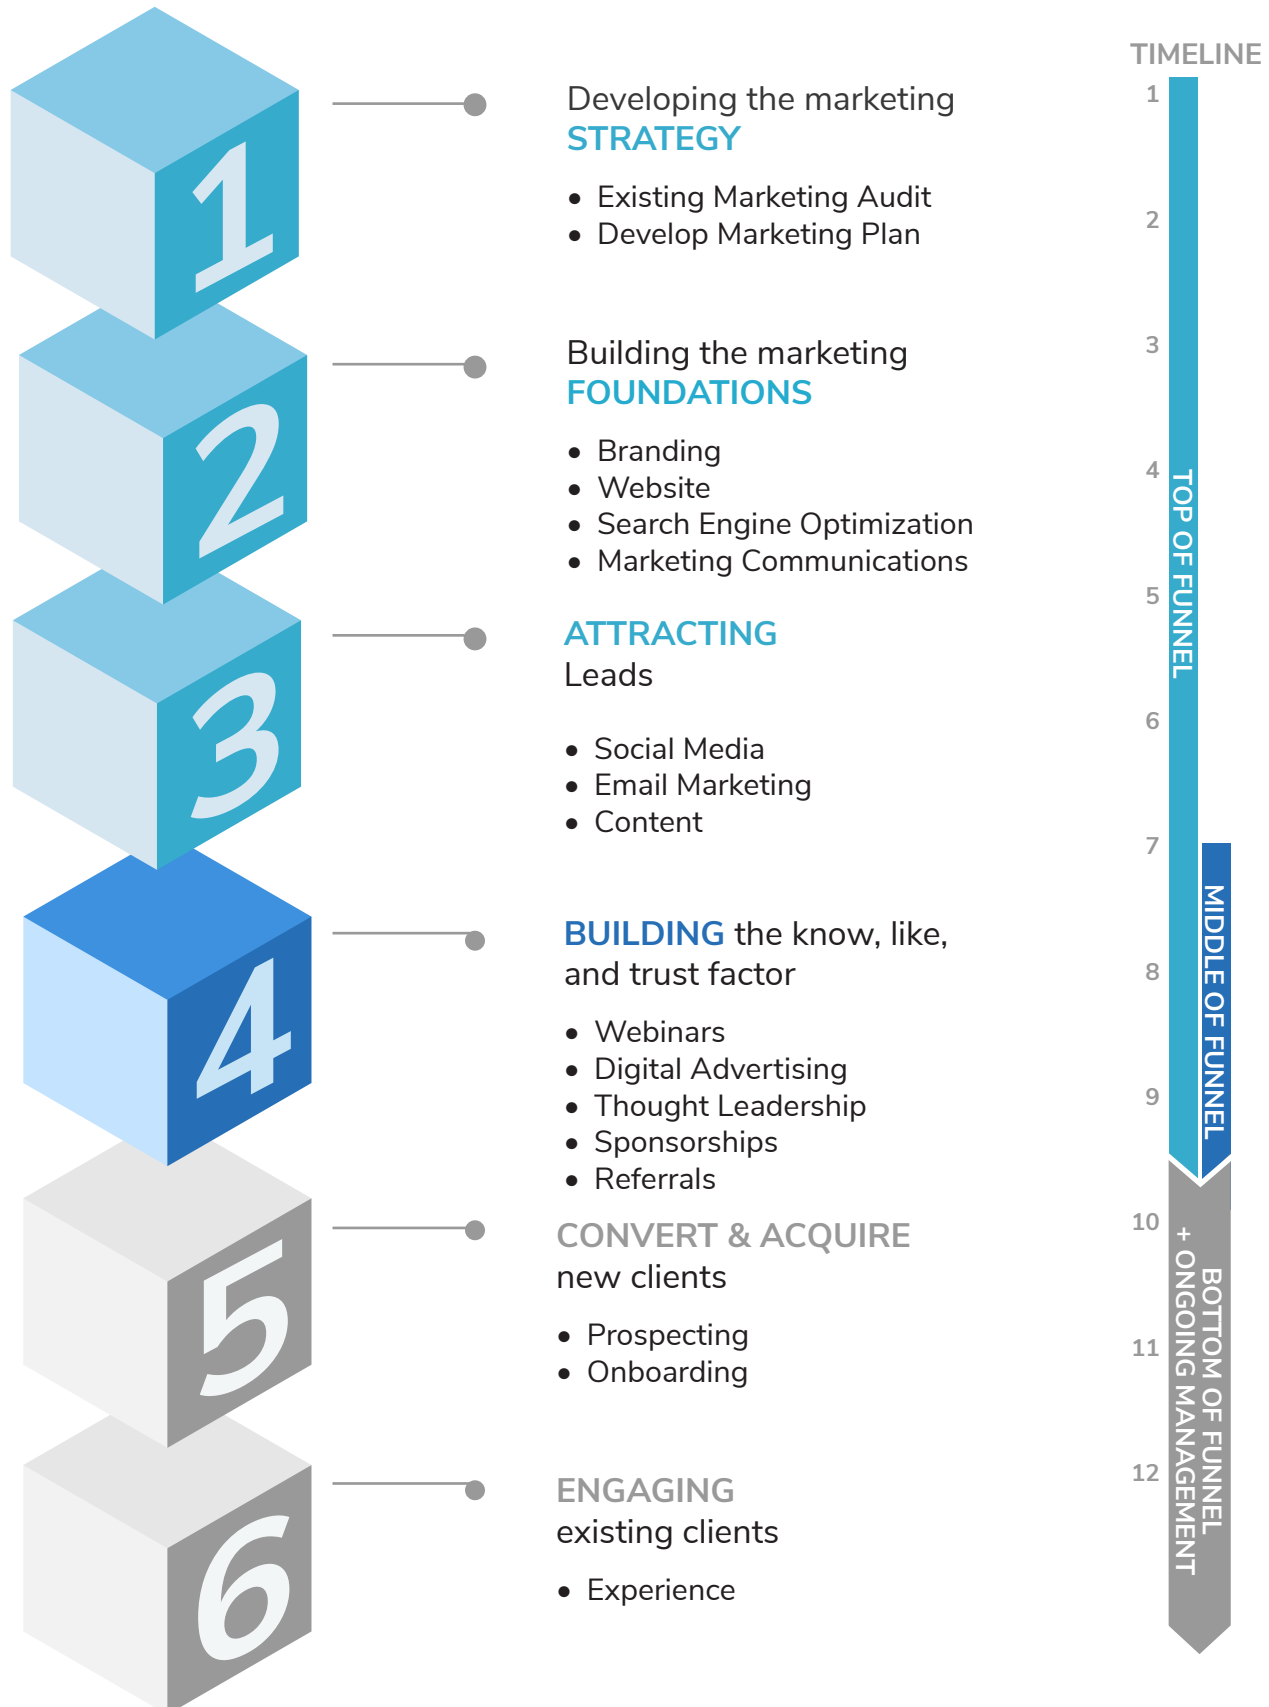 1
Developing the marketing
STRATEGY
• Existing Marketing Audit
• Develop Marketing Plan
2
Building the marketing
FOUNDATIONS
• Branding
• Website
• Search Engine Optimization
• Marketing Communications
3
ATTRACTING
Leads
• Social Media
• Email Marketing
• Content
4
BUILDING the know, like,
and trust factor
• Webinars
• Digital Advertising
• Thought Leadership
• Sponsorships
• Referrals
5
CONVERT & ACQUIRE
new clients
• Prospecting
• Onboarding
6
ENGAGING
existing clients
• Experience
TIMELINE
1
2
3
4
5
6
7
8
9
10
11
12
TOP OF FUNNEL
MIDDLE OF FUNNEL
BOTTOM OF FUNNEL
+ ONGOING MANAGEMENT